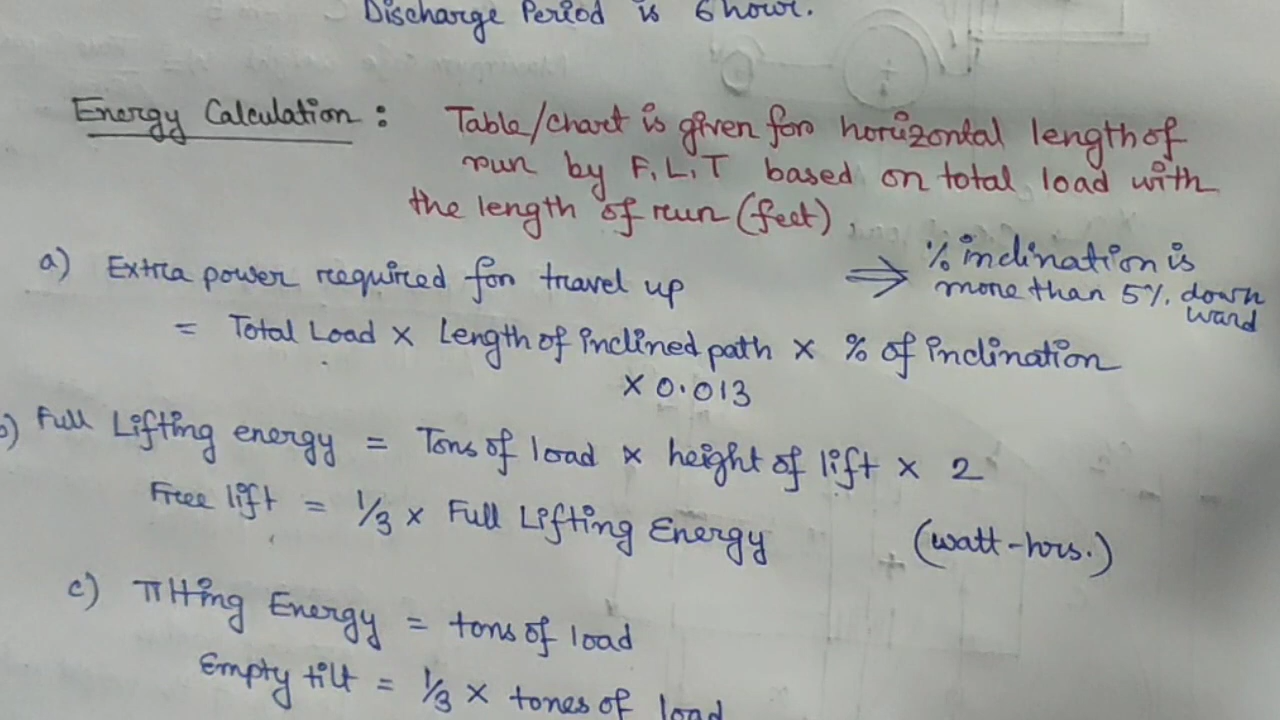 Discharge Period is 6 hour.
Energy Calculation : Table/chart is given for horizontal length of
run by F.L.T based on total load with
the length of run (feet),
a) Extra power required for travel up ⇒ % inclination is
more than 5%. down
ward
= Total Load × Length of inclined path × % of inclination
× 0.013
b) Full Lifting energy = Tons of load × height of lift × 2
Free lift = 1/3 × Full Lifting Energy (watt-hors.)
c) Tilting Energy = tons of load
Empty tilt = 1/3 × tones of load